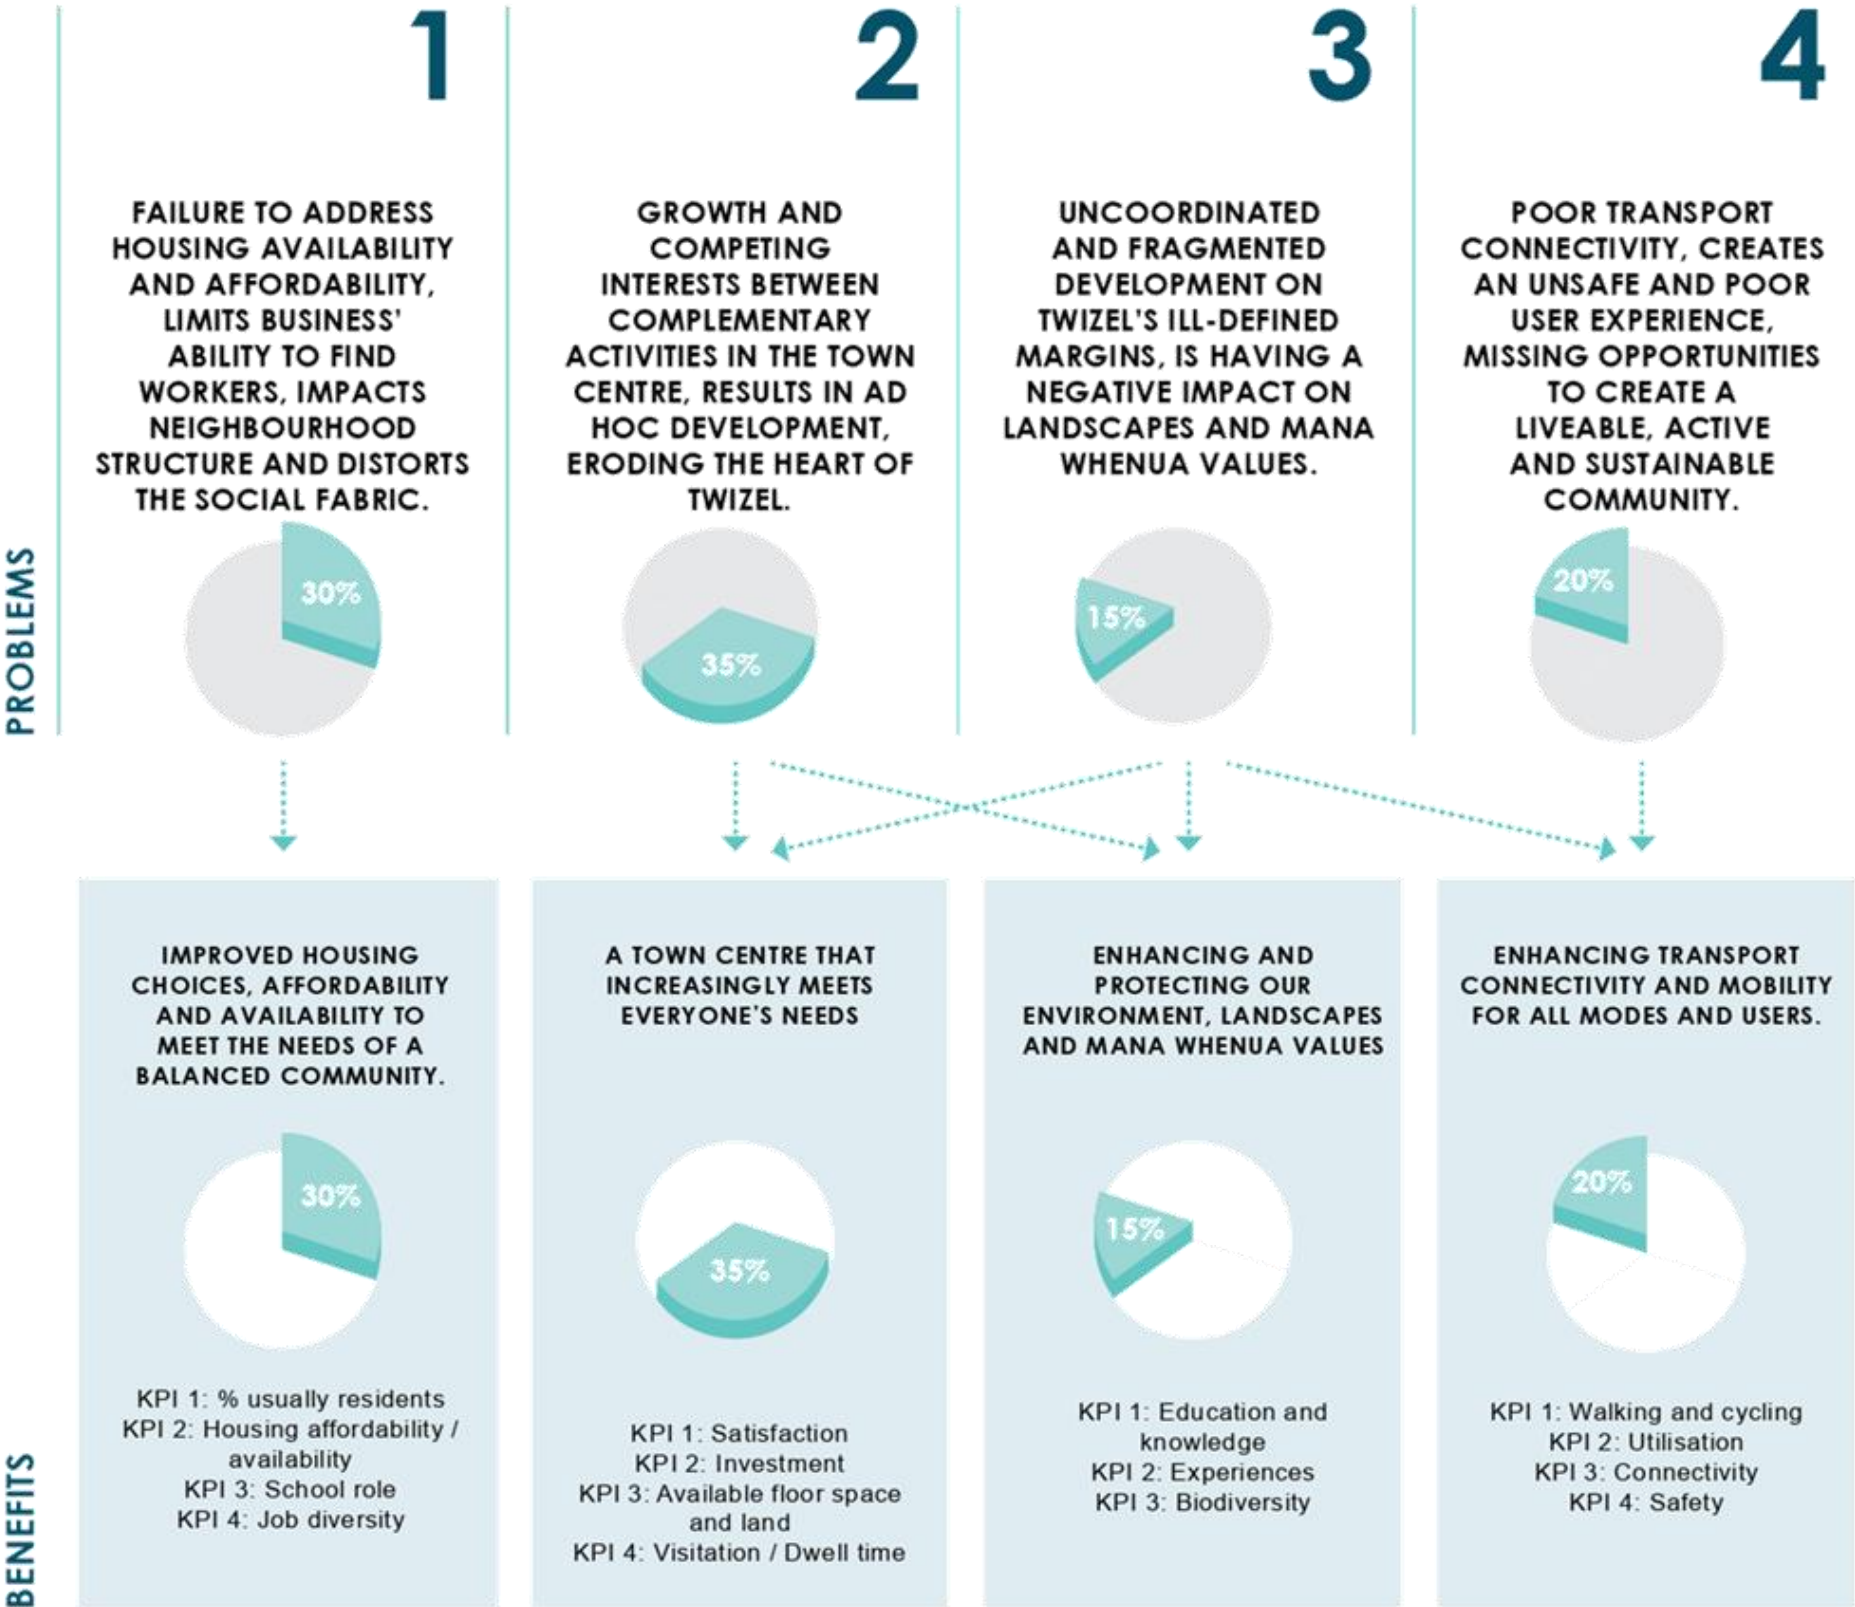 1
FAILURE TO ADDRESS
HOUSING AVAILABILITY
AND AFFORDABILITY,
LIMITS BUSINESS'
ABILITY TO FIND
WORKERS, IMPACTS
NEIGHBOURHOOD
STRUCTURE AND DISTORTS
THE SOCIAL FABRIC.
30%
2
GROWTH AND
COMPETING
INTERESTS BETWEEN
COMPLEMENTARY
ACTIVITIES IN THE TOWN
CENTRE, RESULTS IN AD
HOC DEVELOPMENT,
ERODING THE HEART OF
TWIZEL.
35%
3
UNCOORDINATED
AND FRAGMENTED
DEVELOPMENT ON
TWIZEL'S ILL-DEFINED
MARGINS, IS HAVING A
NEGATIVE IMPACT ON
LANDSCAPES AND MANA
WHENUA VALUES.
15%
4
POOR TRANSPORT
CONNECTIVITY, CREATES
AN UNSAFE AND POOR
USER EXPERIENCE,
MISSING OPPORTUNITIES
TO CREATE A
LIVEABLE, ACTIVE
AND SUSTAINABLE
COMMUNITY.
20%
PROBLEMS
IMPROVED HOUSING
CHOICES, AFFORDABILITY
AND AVAILABILITY TO
MEET THE NEEDS OF A
BALANCED COMMUNITY.
30%
KPI 1: % usually residents
KPI 2: Housing affordability /
availability
KPI 3: School role
KPI 4: Job diversity
A TOWN CENTRE THAT
INCREASINGLY MEETS
EVERYONE'S NEEDS
35%
KPI 1: Satisfaction
KPI 2: Investment
KPI 3: Available floor space
and land
KPI 4: Visitation / Dwell time
ENHANCING AND
PROTECTING OUR
ENVIRONMENT, LANDSCAPES
AND MANA WHENUA VALUES
15%
KPI 1: Education and
knowledge
KPI 2: Experiences
KPI 3: Biodiversity
ENHANCING TRANSPORT
CONNECTIVITY AND MOBILITY
FOR ALL MODES AND USERS.
20%
KPI 1: Walking and cycling
KPI 2: Utilisation
KPI 3: Connectivity
KPI 4: Safety
BENEFITS